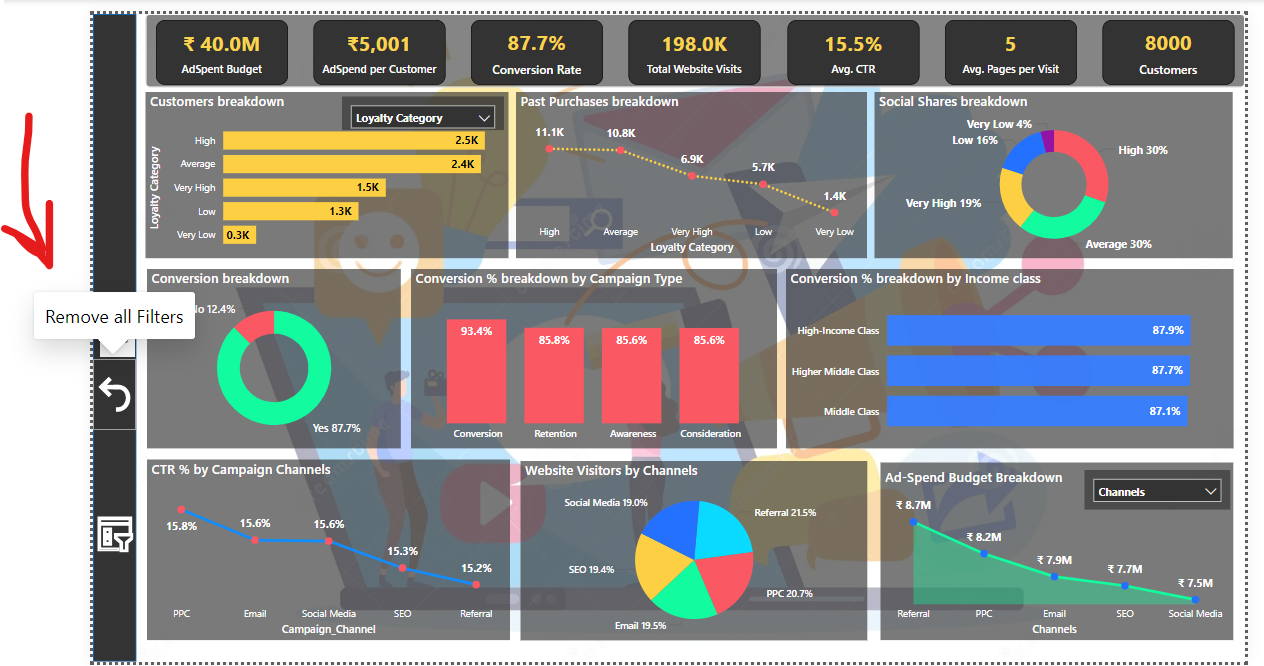 ₹ 40.0M
AdSpent Budget
₹5,001
AdSpend per Customer
87.7%
Conversion Rate
198.0K
Total Website Visits
15.5%
Avg. CTR
5
Avg. Pages per Visit
8000
Customers
Customers breakdown
Loyalty Category
Loyalty Category
High
2.5K
Average
2.4K
Very High
1.5K
Low
1.3K
Very Low
0.3K
Past Purchases breakdown
11.1K
10.8K
6.9K
5.7K
1.4K
High
Average
Very High
Low
Very Low
Loyalty Category
Social Shares breakdown
Very Low 4%
Low 16%
High 30%
Very High 19%
Average 30%
Remove all Filters
Conversion breakdown
No 12.4%
Yes 87.7%
Conversion % breakdown by Campaign Type
93.4%
85.8%
85.6%
85.6%
Conversion
Retention
Awareness
Consideration
Conversion % breakdown by Income class
High-Income Class
87.9%
Higher Middle Class
87.7%
Middle Class
87.1%
CTR % by Campaign Channels
15.8%
15.6%
15.6%
15.3%
15.2%
PPC
Email
Social Media
SEO
Referral
Campaign_Channel
Website Visitors by Channels
Social Media 19.0%
Referral 21.5%
SEO 19.4%
PPC 20.7%
Email 19.5%
Ad-Spend Budget Breakdown
Channels
₹ 8.7M
₹ 8.2M
₹ 7.9M
₹ 7.7M
₹ 7.5M
Referral
PPC
Email
SEO
Social Media
Channels